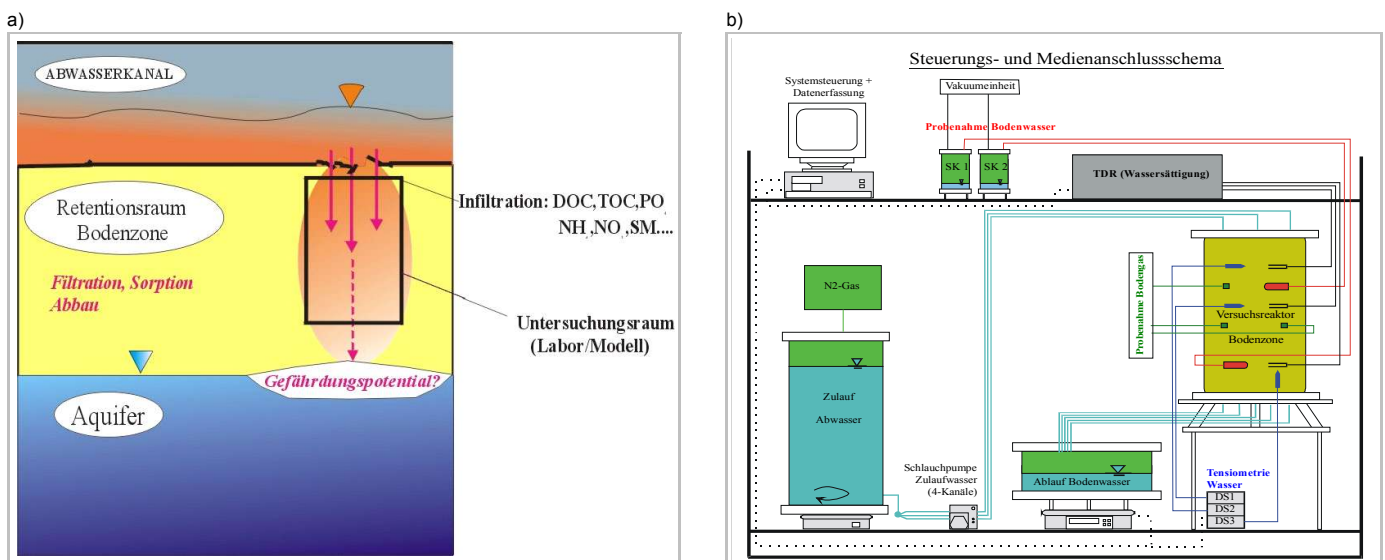 a)
ABWASSERKANAL
Retentionsraum
Bodenzone
Filtration, Sorption
Abbau
Infiltration: DOC,TOC,PO,
NH,NO,,SM....
Untersuchungsraum
(Labor/Modell)
Gefährdungspotential?
Aquifer
b)
Steuerungs- und Medienanschlussschema
Systemsteuerung +
Datenerfassung
Vakuumeinheit
Probenahme Bodenwasser
SK 1
SK 2
TDR (Wassersättigung)
N2-Gas
Probenahme Bodengas
Versuchsreaktor
Bodenzone
Zulauf
Abwasser
Schlauchpumpe
Zulaufwasser
(4-Kanäle)
Ablauf Bodenwasser
Tensiometrie
Wasser
DS1
DS2
DS3